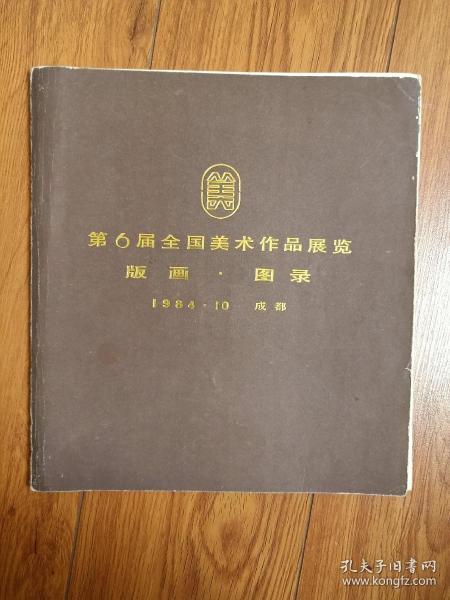 美
第6届全国美术作品展览
版画·图录
1984·10 成都
孔夫子旧书网
www.kongfz.com